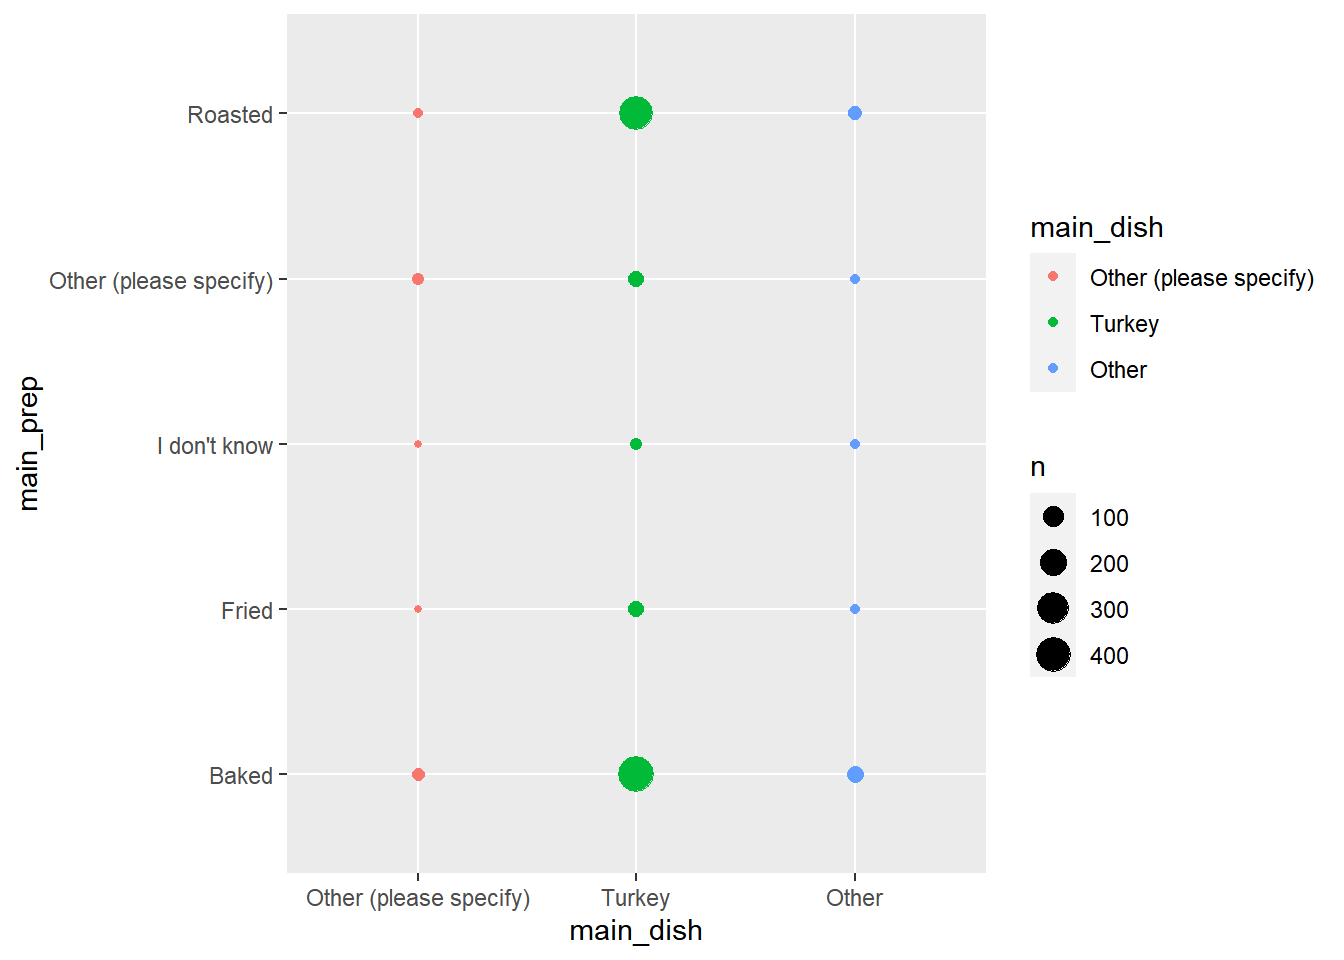 Roasted
Other (please specify)
I don't know
Fried
Baked
main_prep
Other (please specify)
Turkey
Other
main_dish
main_dish
Other (please specify)
Turkey
Other
n
100
200
300
400